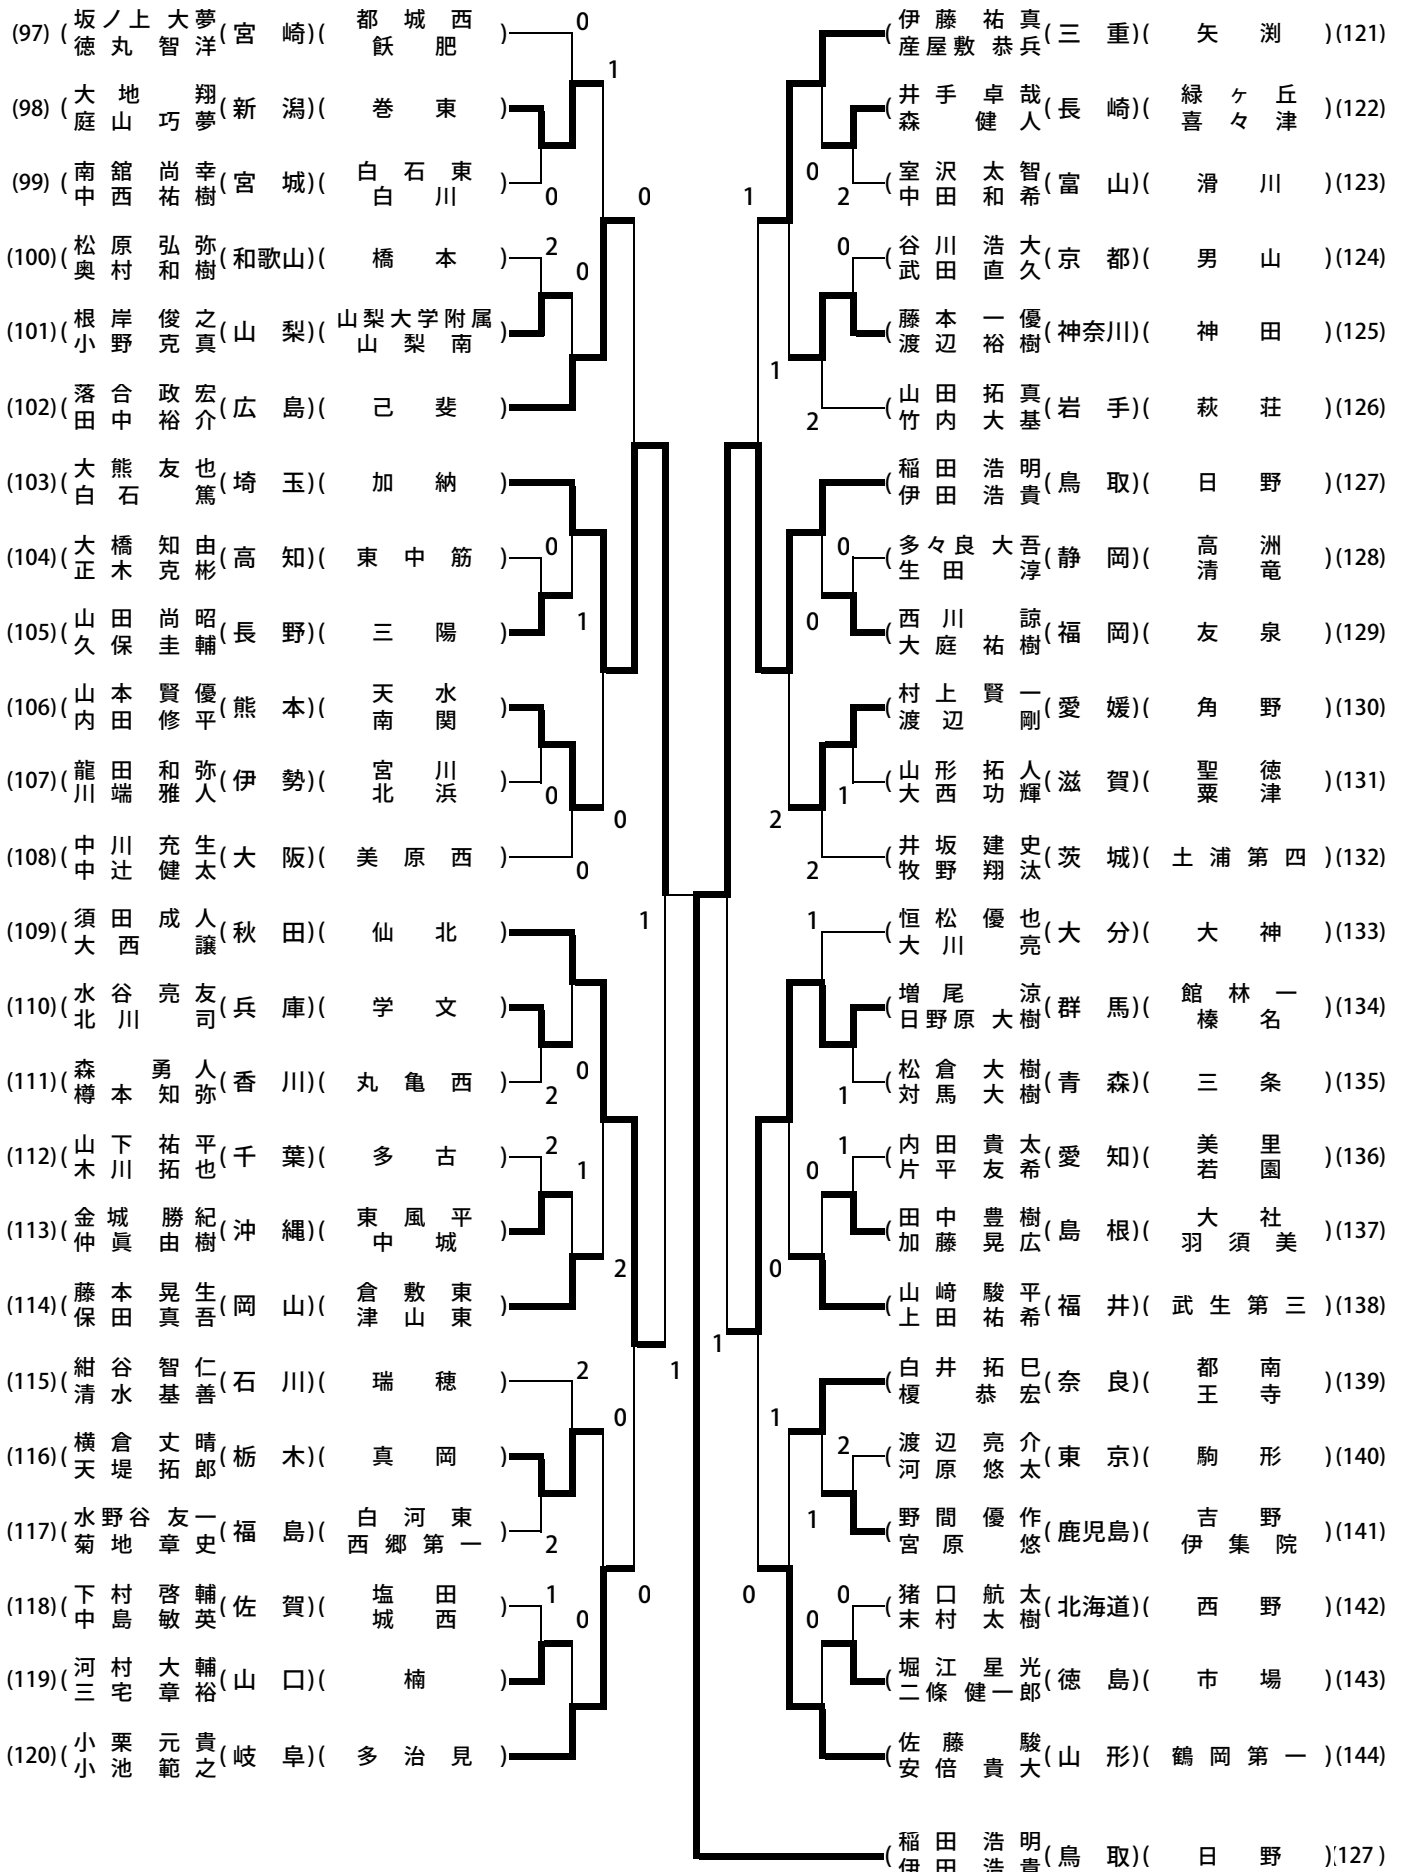 (97) ( 坂ノ上 大夢 徳丸 智洋 ( 宮崎 ) ( 都城西 飫肥 ) 0
1
(98) ( 大地 翔 庭山 巧夢 ( 新潟 ) ( 巻東 )
(99) ( 南舘 尚幸 中西 祐樹 ( 宮城 ) ( 白石東 白川 ) 0 0
(100) ( 松原 弘弥 奥村 和樹 ( 和歌山 ) ( 橋本 ) 2 0
(101) ( 根岸 俊之 小野 克真 ( 山梨 ) ( 山梨大学附属 山梨南 )
(102) ( 落合 政宏 田中 裕介 ( 広島 ) ( 己斐 )
(103) ( 大熊 友也 白石 篤 ( 埼玉 ) ( 加納 )
(104) ( 大橋 知由 正木 克彬 ( 高知 ) ( 東中筋 ) 0
(105) ( 山田 尚昭 久保 圭輔 ( 長野 ) ( 三陽 ) 1
(106) ( 山本 賢優 内田 修平 ( 熊本 ) ( 天水 南関 )
(107) ( 龍田 和弥 川端 雅人 ( 伊勢 ) ( 宮川 北浜 ) 0
0
(108) ( 中川 充生 中辻 健太 ( 大阪 ) ( 美原西 ) 0
1
(109) ( 須田 成人 大西 譲 ( 秋田 ) ( 仙北 )
(110) ( 水谷 亮友 北川 司 ( 兵庫 ) ( 学文 )
(111) ( 森 勇人 樽本 知弥 ( 香川 ) ( 丸亀西 ) 2 0
(112) ( 山下 祐平 木川 拓也 ( 千葉 ) ( 多古 ) 2 1
(113) ( 金城 勝紀 仲眞 由樹 ( 沖縄 ) ( 東風平 中城 )
2
(114) ( 藤本 晃生 保田 真吾 ( 岡山 ) ( 倉敷東 津山東 )
(115) ( 紺谷 智仁 清水 基善 ( 石川 ) ( 瑞穂 ) 2 1
0
(116) ( 横倉 丈晴 天堤 拓郎 ( 栃木 ) ( 真岡 )
(117) ( 水野谷 友一 菊地 章史 ( 福島 ) ( 白河東 西郷第一 ) 2
(118) ( 下村 啓輔 中島 敏英 ( 佐賀 ) ( 塩田 城西 ) 1 0 0
(119) ( 河村 大輔 三宅 章裕 ( 山口 ) ( 楠 )
(120) ( 小栗 元貴 小池 範之 ( 岐阜 ) ( 多治見 )
( 伊藤 祐真 産屋敷 恭兵 ( 三重 ) ( 矢渕 ) (121)
( 井手 卓哉 森 健人 ( 長崎 ) ( 緑ヶ丘 喜々津 ) (122)
1 0 2 ( 室沢 太智 中田 和希 ( 富山 ) ( 滑川 ) (123)
0 ( 谷川 浩大 武田 直久 ( 京都 ) ( 男山 ) (124)
( 藤本 一優 渡辺 裕樹 ( 神奈川 ) ( 神田 ) (125)
1
2 ( 山田 拓真 竹内 大基 ( 岩手 ) ( 萩荘 ) (126)
( 稲田 浩明 伊田 浩貴 ( 鳥取 ) ( 日野 ) (127)
0 ( 多々良 大吾 生田 淳 ( 静岡 ) ( 高洲 清竜 ) (128)
0 ( 西川 諒 大庭 祐樹 ( 福岡 ) ( 友泉 ) (129)
( 村上 賢一 渡辺 剛 ( 愛媛 ) ( 角野 ) (130)
1 ( 山形 拓人 大西 功輝 ( 滋賀 ) ( 聖徳 粟津 ) (131)
2
2 ( 井坂 建史 牧野 翔汰 ( 茨城 ) ( 土浦第四 ) (132)
1 ( 恒松 優也 大川 亮 ( 大分 ) ( 大神 ) (133)
( 増尾 涼 日野原 大樹 ( 群馬 ) ( 館林一 榛名 ) (134)
1 ( 松倉 大樹 対馬 大樹 ( 青森 ) ( 三条 ) (135)
0 1 ( 内田 貴太 片平 友希 ( 愛知 ) ( 美里 若園 ) (136)
( 田中 豊樹 加藤 晃広 ( 島根 ) ( 大社 羽須美 ) (137)
0
( 山﨑 駿平 上田 祐希 ( 福井 ) ( 武生第三 ) (138)
1
( 白井 拓巳 榎 恭宏 ( 奈良 ) ( 都南 王寺 ) (139)
1
2 ( 渡辺 亮介 河原 悠太 ( 東京 ) ( 駒形 ) (140)
1 ( 野間 優作 宮原 悠 ( 鹿児島 ) ( 吉野 伊集院 ) (141)
0 0 0 ( 猪口 航太 末村 太樹 ( 北海道 ) ( 西野 ) (142)
( 堀江 星光 二條 健一郎 ( 徳島 ) ( 市場 ) (143)
( 佐藤 駿 安倍 貴大 ( 山形 ) ( 鶴岡第一 ) (144)
( 稲田 浩明 伊田 浩貴 ( 鳥取 ) ( 日野 ) (127 )